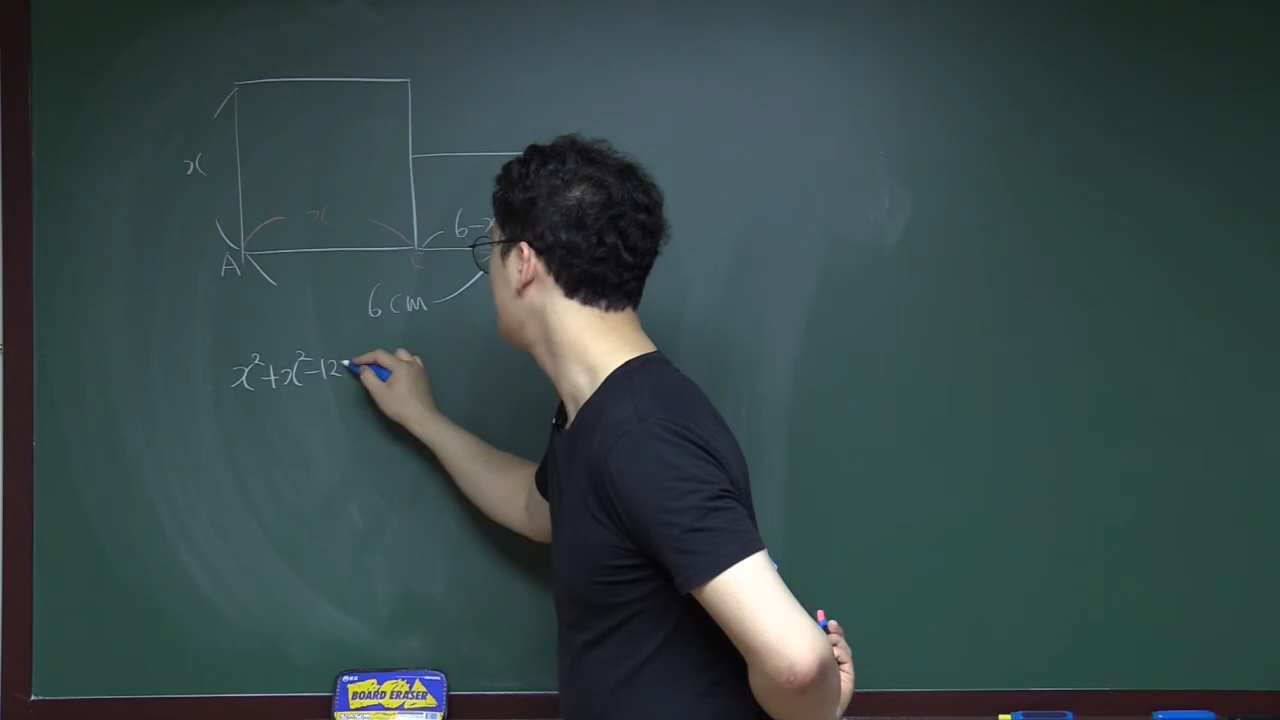 x
x
6-x
A
C
6cm
x²+x²-12
BOARD ERASER